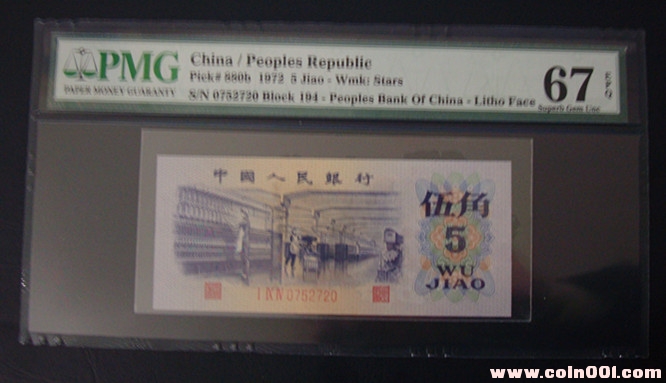 PMG
PAPER MONEY GUARANTY
China / Peoples Republic
Pick# 880b 1972 5 Jiao - Wmk: Stars
S/N 0752720 Block 194 - Peoples Bank Of China - Litho Face
67 EPQ
Superb Gem Unc
中國人民銀行
伍角
5
WU
JIAO
I IX IV 0752720
www.coin001.com